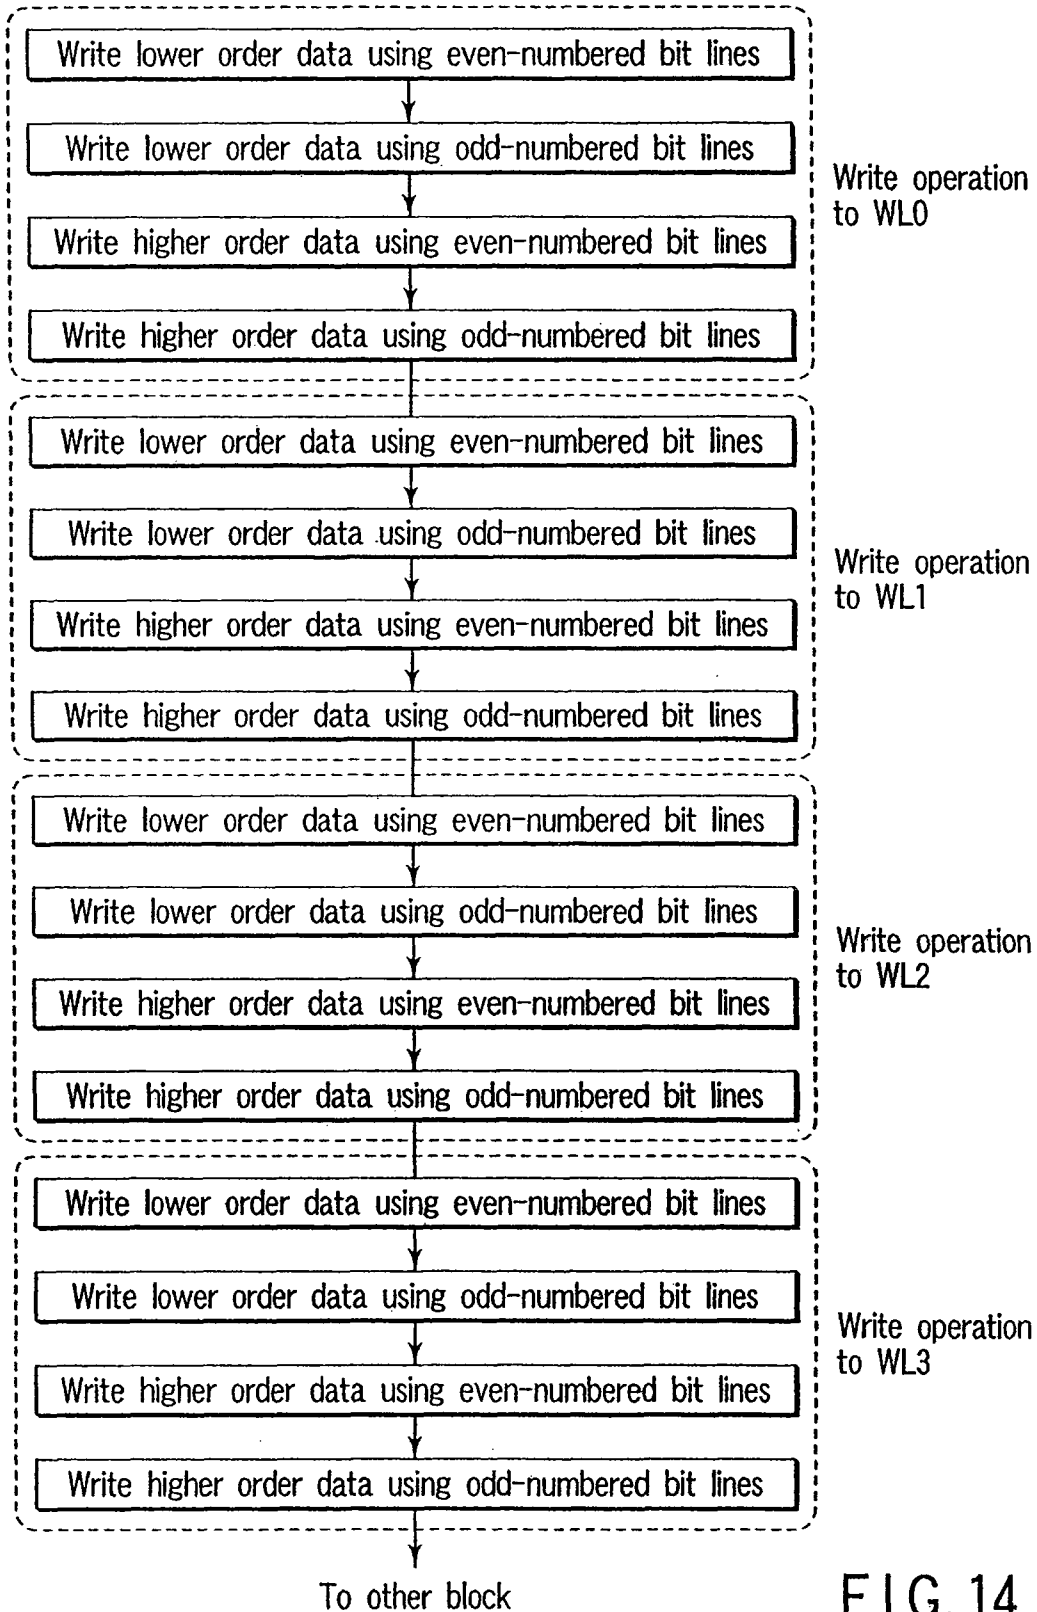 Write lower order data using even-numbered bit lines
Write lower order data using odd-numbered bit lines
Write higher order data using even-numbered bit lines
Write higher order data using odd-numbered bit lines
Write operation
to WL0
Write lower order data using even-numbered bit lines
Write lower order data using odd-numbered bit lines
Write higher order data using even-numbered bit lines
Write higher order data using odd-numbered bit lines
Write operation
to WL1
Write lower order data using even-numbered bit lines
Write lower order data using odd-numbered bit lines
Write higher order data using even-numbered bit lines
Write higher order data using odd-numbered bit lines
Write operation
to WL2
Write lower order data using even-numbered bit lines
Write lower order data using odd-numbered bit lines
Write higher order data using even-numbered bit lines
Write higher order data using odd-numbered bit lines
Write operation
to WL3
To other block
FIG. 14